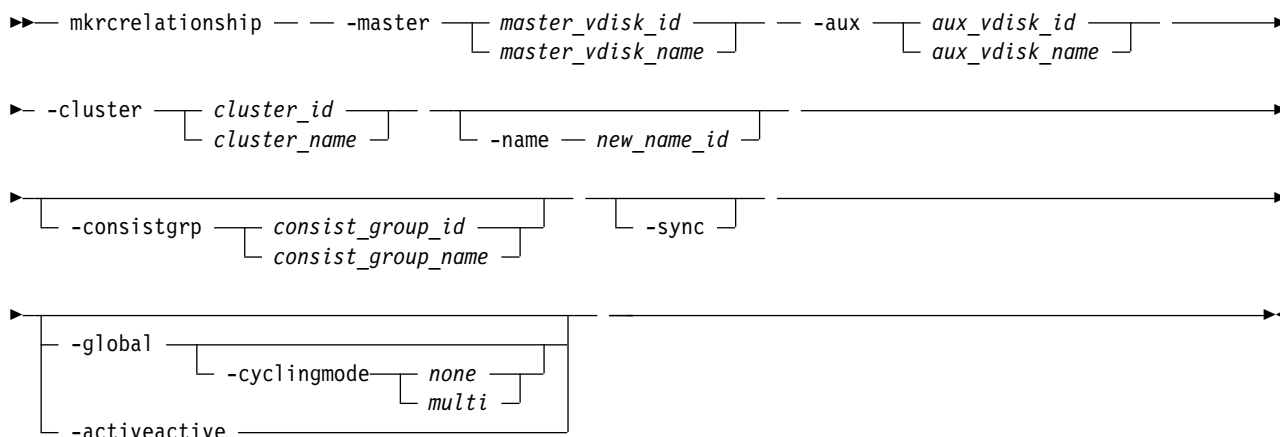 mkrcrelationship -master master_vdisk_id -aux aux_vdisk_id
master_vdisk_name aux_vdisk_name
-cluster cluster_id
cluster_name -name new_name_id
-consistgrp consist_group_id -sync
consist_group_name
-global
-cyclingmode none
multi
-activeactive